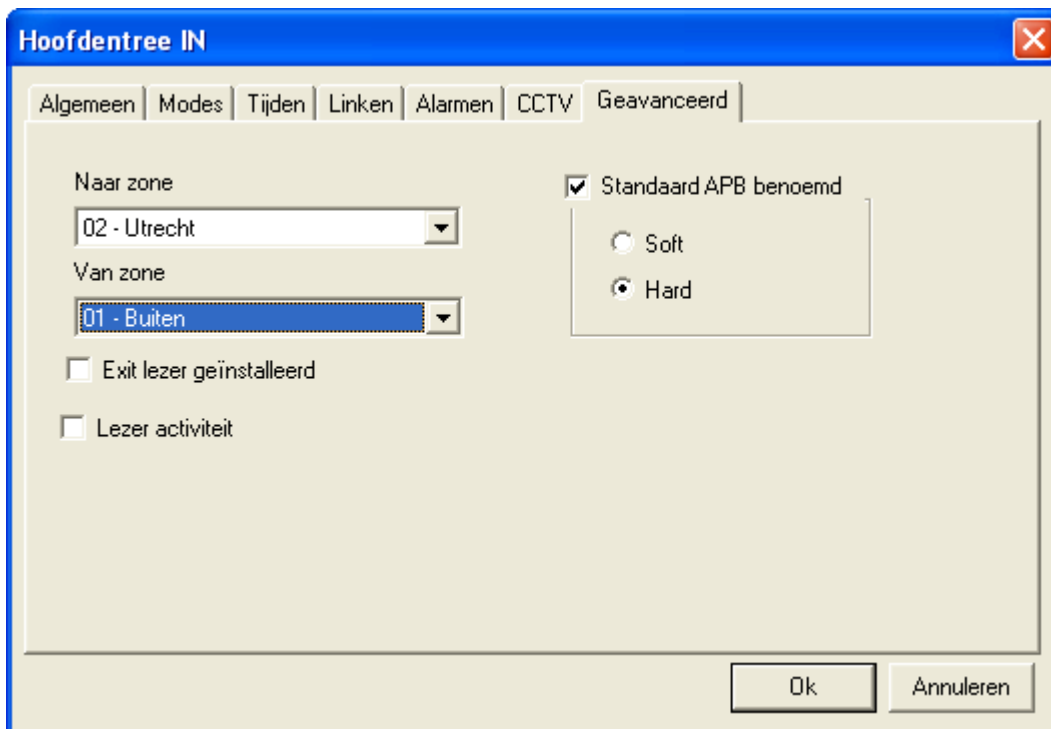 Hoofdentree IN
Algemeen Modes Tijden Linken Alarmen CCTV Geavanceerd
Naar zone
02 - Utrecht
Van zone
01 - Buiten
Exit lezer geïnstalleerd
Lezer activiteit
Standaard APB benoemd
Soft
Hard
Ok Annuleren